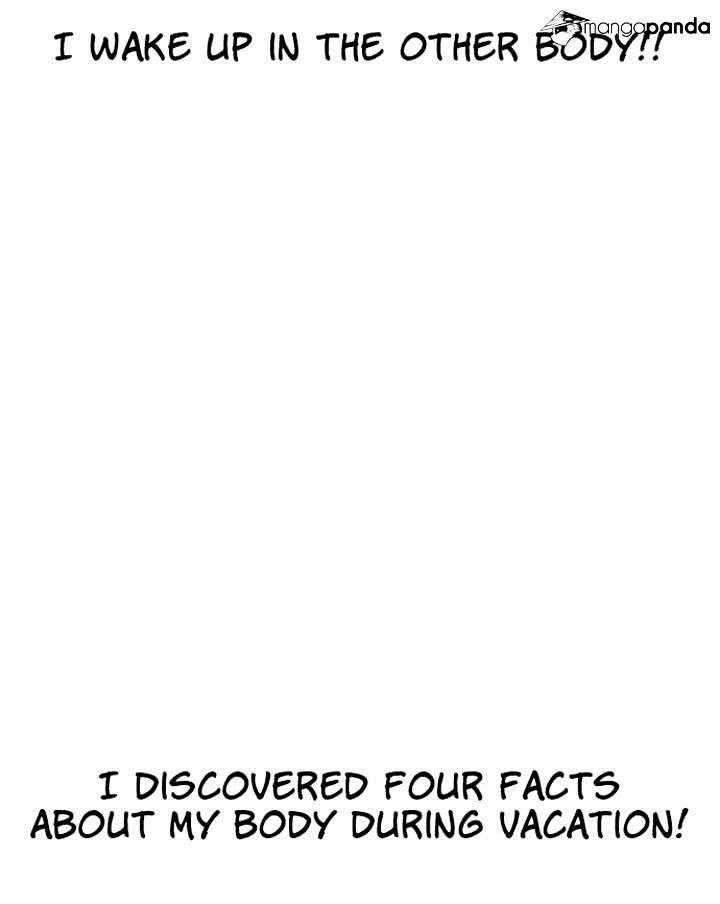 mangapanda
I WAKE UP IN THE OTHER BODY!!
I DISCOVERED FOUR FACTS
ABOUT MY BODY DURING VACATION!